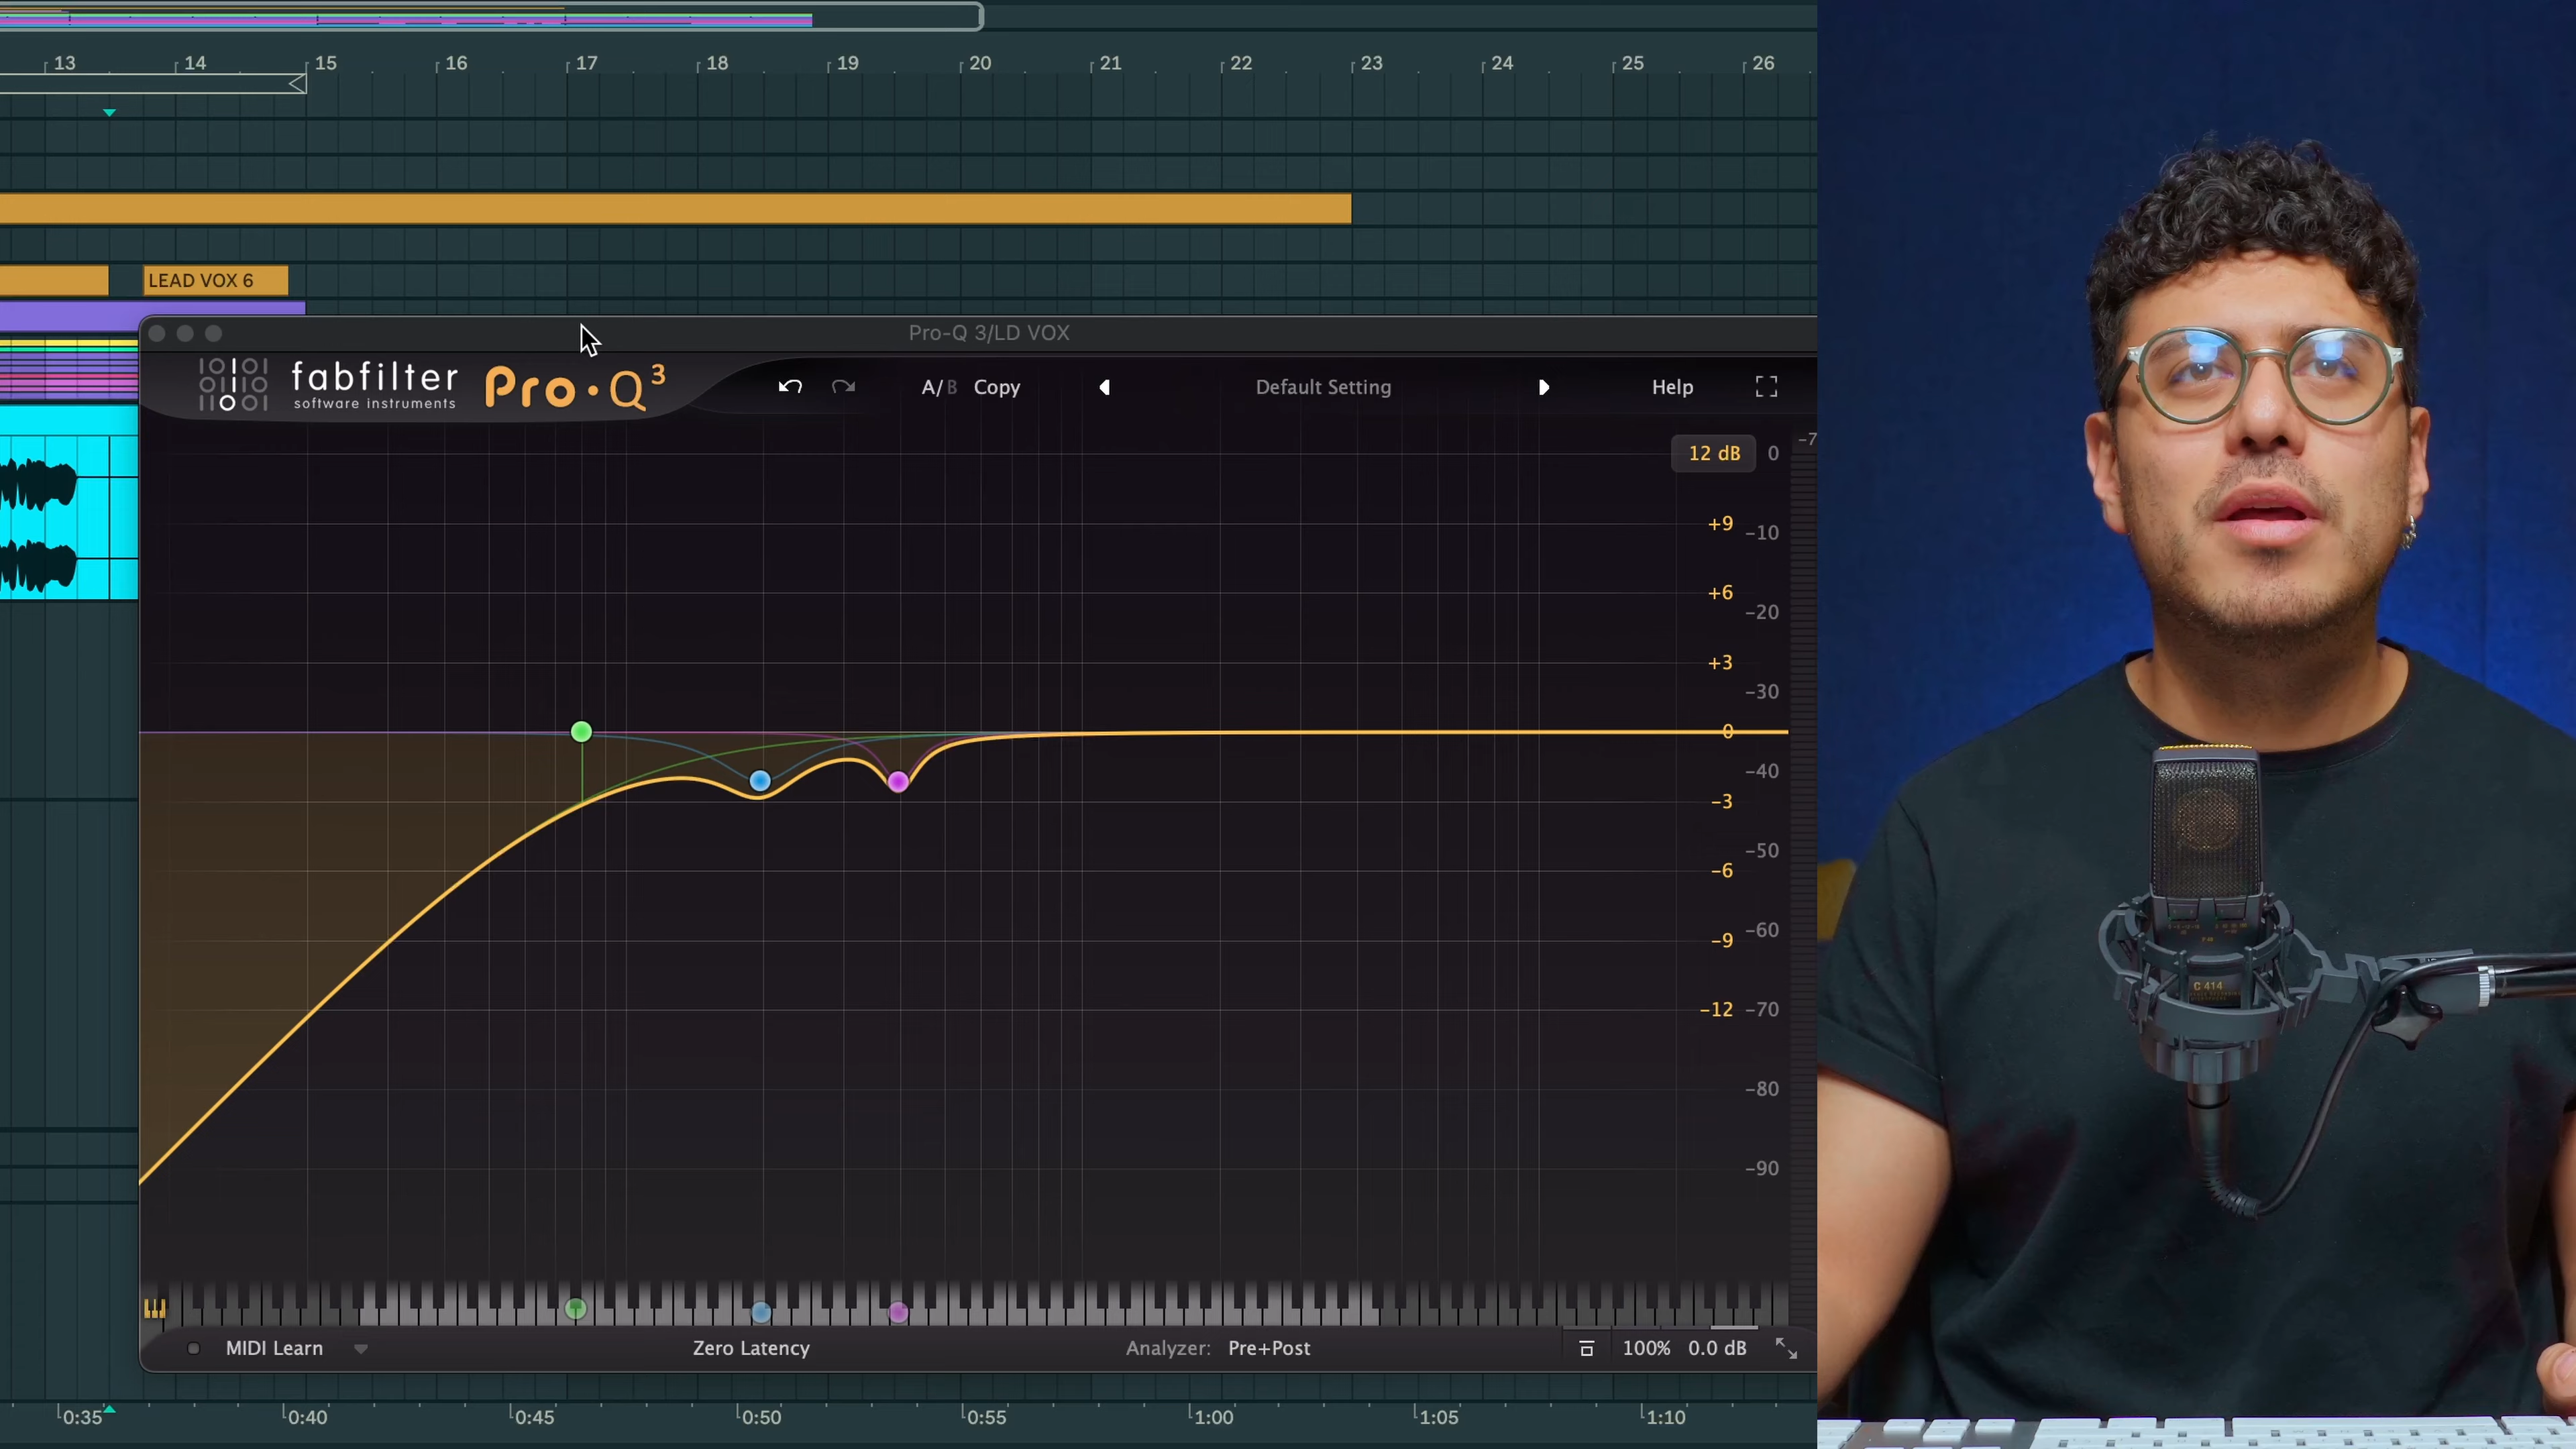 13 14 15 16 17 18 19 20 21 22 23 24 25 26
LEAD VOX 6
Pro-Q 3/LD VOX
fabfilter
software instruments
Pro·Q 3
A/B Copy
Default Setting
Help
12 dB 0 -7
+9 -10
+6 -20
+3 -30
0 -40
-3 -50
-6 -60
-9
-12 -70
-80
-90
MIDI Learn
Zero Latency
Analyzer: Pre+Post
100% 0.0 dB
0:35 0:40 0:45 0:50 0:55 1:00 1:05 1:10
C 414